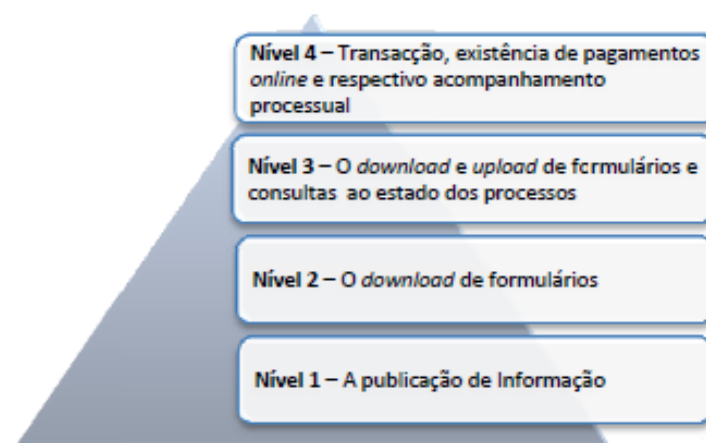 Nível 4 – Transacção, existência de pagamentos
online e respectivo acompanhamento
processual
Nível 3 – O download e upload de formulários e
consultas ao estado dos processos
Nível 2 – O download de formulários
Nível 1 – A publicação de Informação